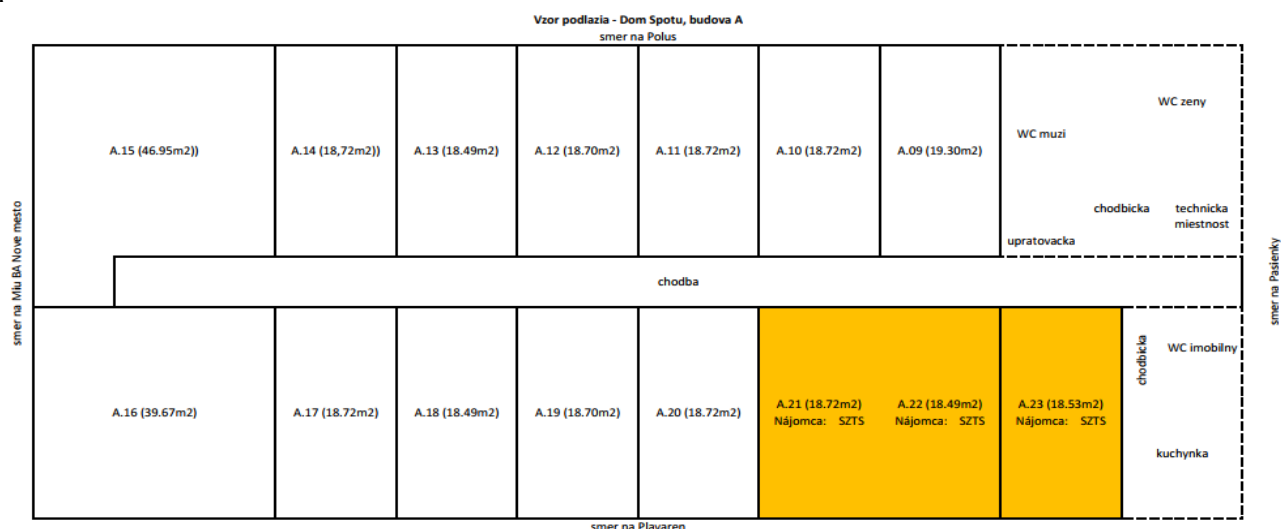 Vzor podlazia - Dom Spotu, budova A
smer na Polus
WC zeny
WC muzi
A.15 (46.95m2))
A.14 (18,72m2))
A.13 (18.49m2)
A.12 (18.70m2)
A.11 (18.72m2)
A.10 (18.72m2)
A.09 (19.30m2)
chodbicka
technicka
miestnost
upratovacka
smer na Miu BA Nove mesto
chodba
smer na Pasienky
chodbicka
WC imobilny
A.16 (39.67m2)
A.17 (18.72m2)
A.18 (18.49m2)
A.19 (18.70m2)
A.20 (18.72m2)
A.21 (18.72m2)
Nájomca: SZTS
A.22 (18.49m2)
Nájomca: SZTS
A.23 (18.53m2)
Nájomca: SZTS
kuchynka
smer na Plavaren